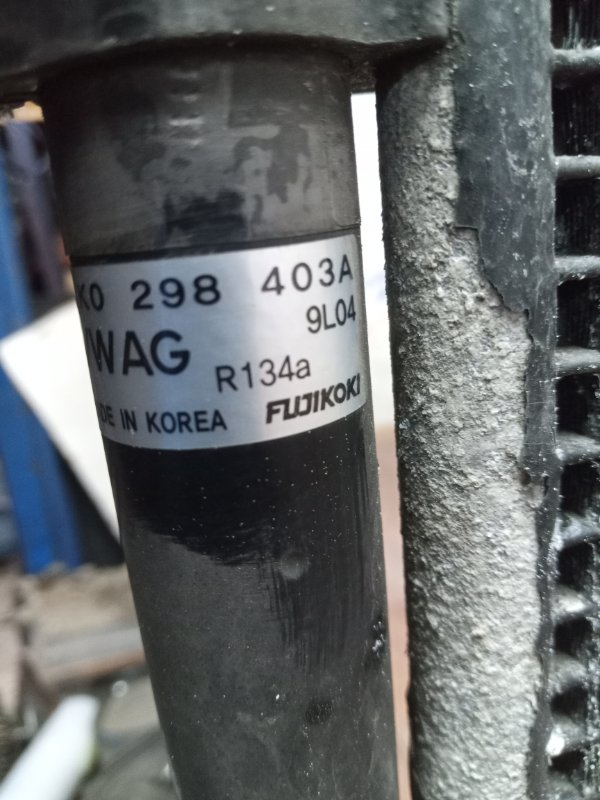 K0 298 403A
9L04
WAG
R134a
DE IN KOREA FUJIKOKI